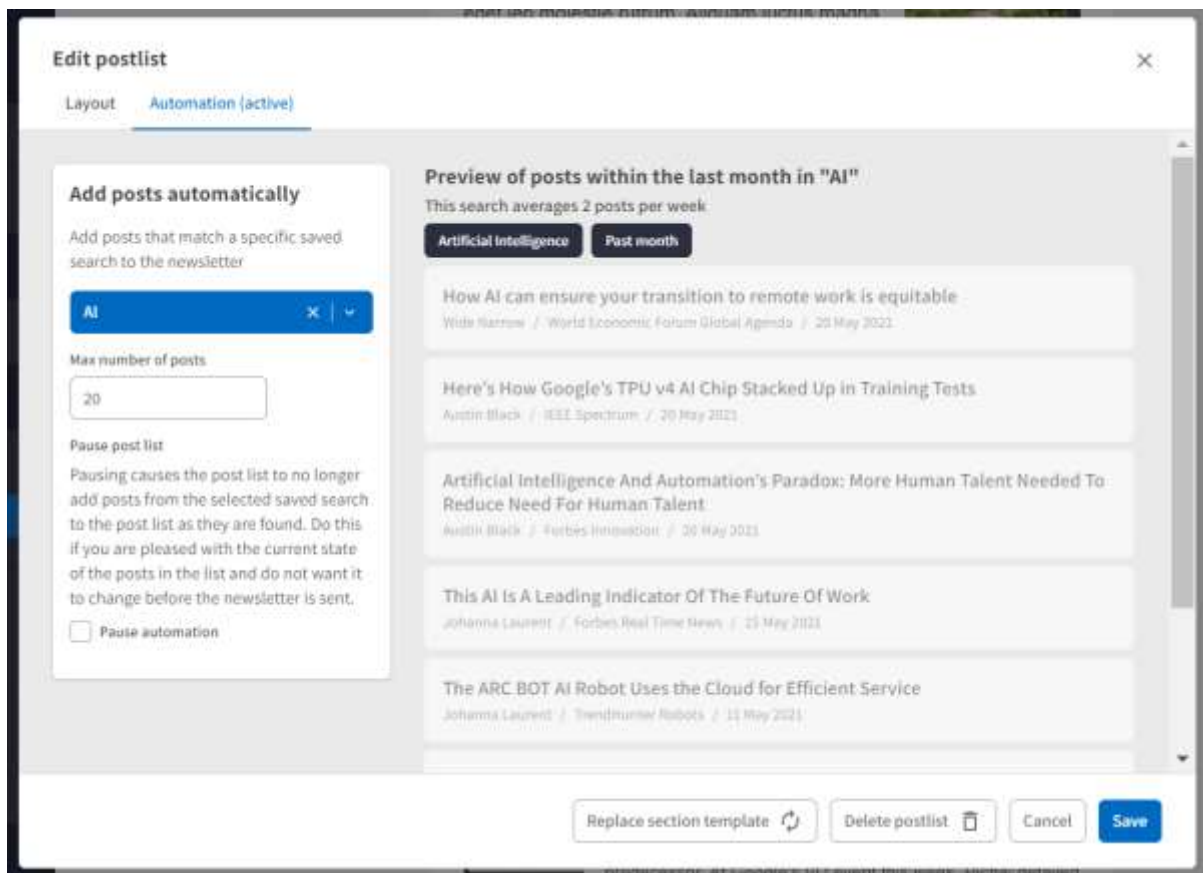 eget leo molestie rutrum. Aliquam luctus magna
Edit postlist
Layout
Automation (active)
Add posts automatically
Add posts that match a specific saved
search to the newsletter
AI
Max number of posts
20
Pause post list
Pausing causes the post list to no longer
add posts from the selected saved search
to the post list as they are found. Do this
if you are pleased with the current state
of the posts in the list and do not want it
to change before the newsletter is sent.
Pause automation
Preview of posts within the last month in "AI"
This search averages 2 posts per week
Artificial Intelligence
Past month
How AI can ensure your transition to remote work is equitable
Wide Narrow / World Economic Forum Global Agenda / 20 May 2021
Here's How Google's TPU v4 AI Chip Stacked Up in Training Tests
Austin Black / IEEE Spectrum / 20 May 2021
Artificial Intelligence And Automation's Paradox: More Human Talent Needed To
Reduce Need For Human Talent
Austin Black / Forbes Innovation / 20 May 2021
This AI Is A Leading Indicator Of The Future Of Work
Johanna Laurent / Forbes Real Time News / 15 May 2021
The ARC BOT AI Robot Uses the Cloud for Efficient Service
Johanna Laurent / TrendHunter Robots / 11 May 2021
Replace section template
Delete postlist
Cancel
Save